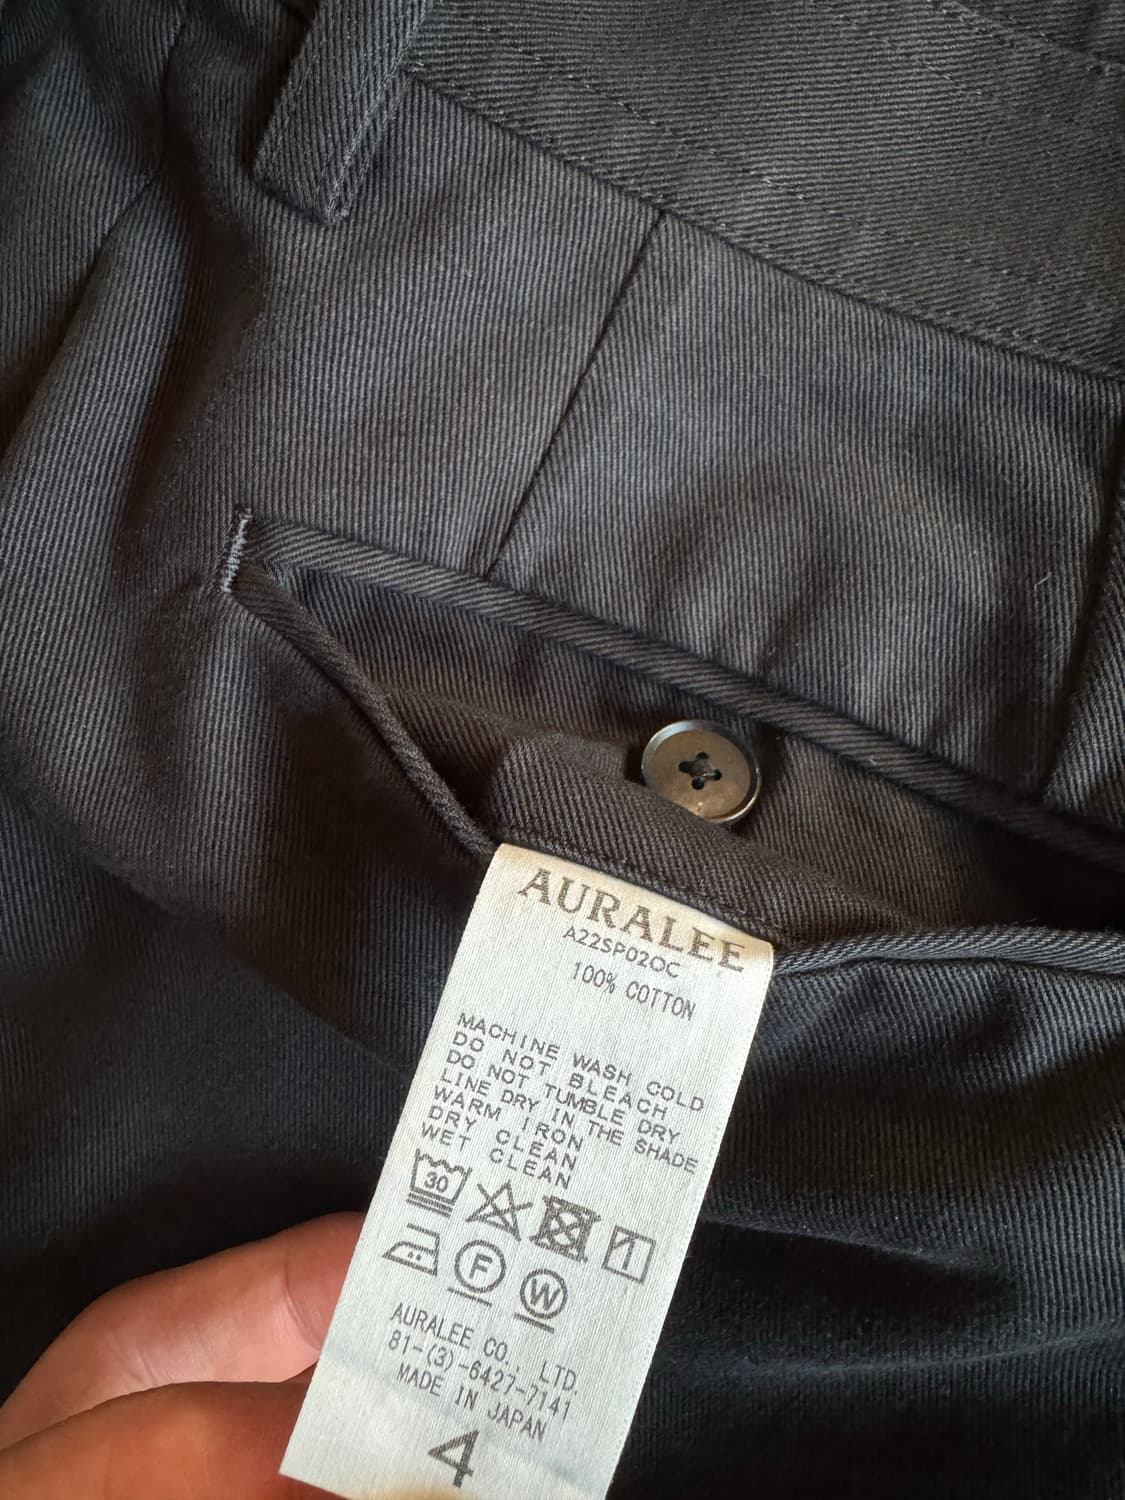 AURALEE
A22SP02OC
100% COTTON
MACHINE WASH COLD
DO NOT BLEACH
DO NOT TUMBLE DRY
LINE DRY IN THE SHADE
WARM IRON
DRY CLEAN
WET CLEAN
30
F
W
AURALEE CO., LTD.
81-(3)-6427-7141
MADE IN JAPAN
4